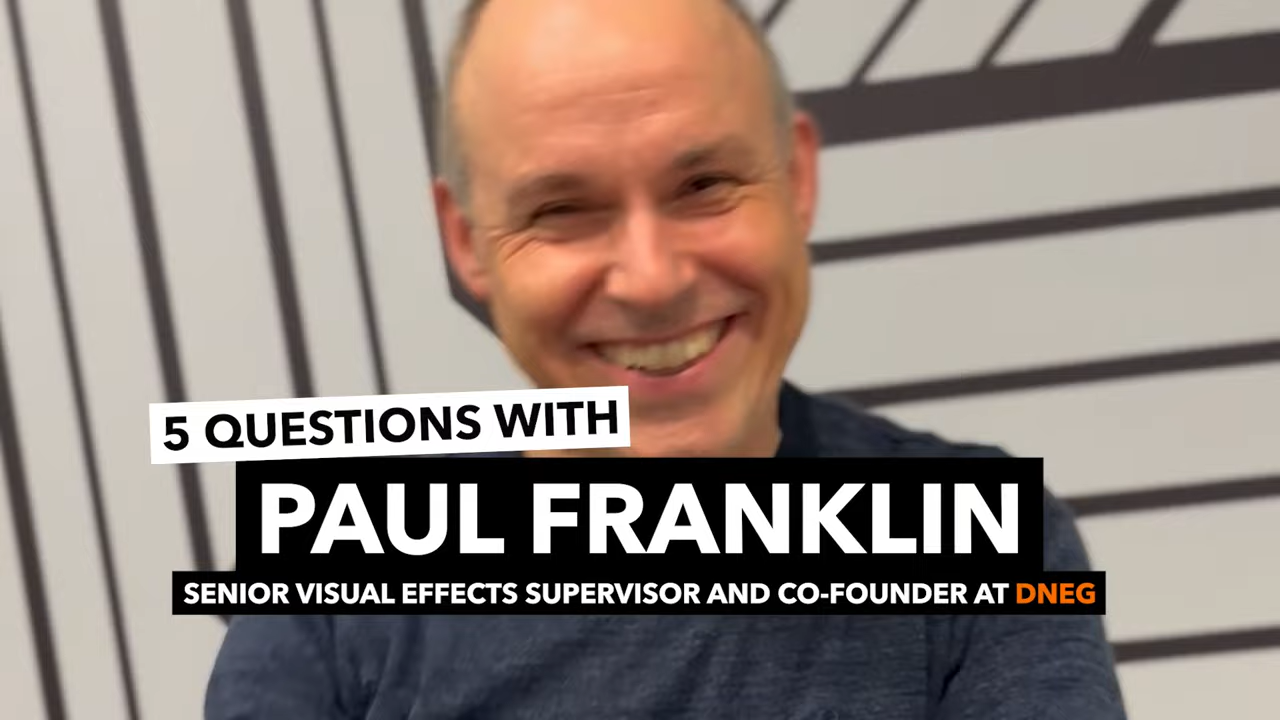 5 QUESTIONS WITH
PAUL FRANKLIN
SENIOR VISUAL EFFECTS SUPERVISOR AND CO-FOUNDER AT DNEG